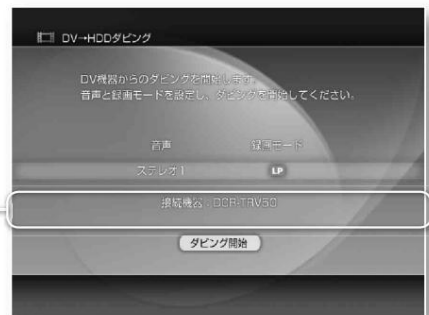 DV→HDDダビング
DV機器からのダビングを開始します。
音声と録画モードを設定し、ダビングを開始してください。
音声 録画モード
ステレオ1 LP
接続機器：DCR-TRV50
ダビング開始